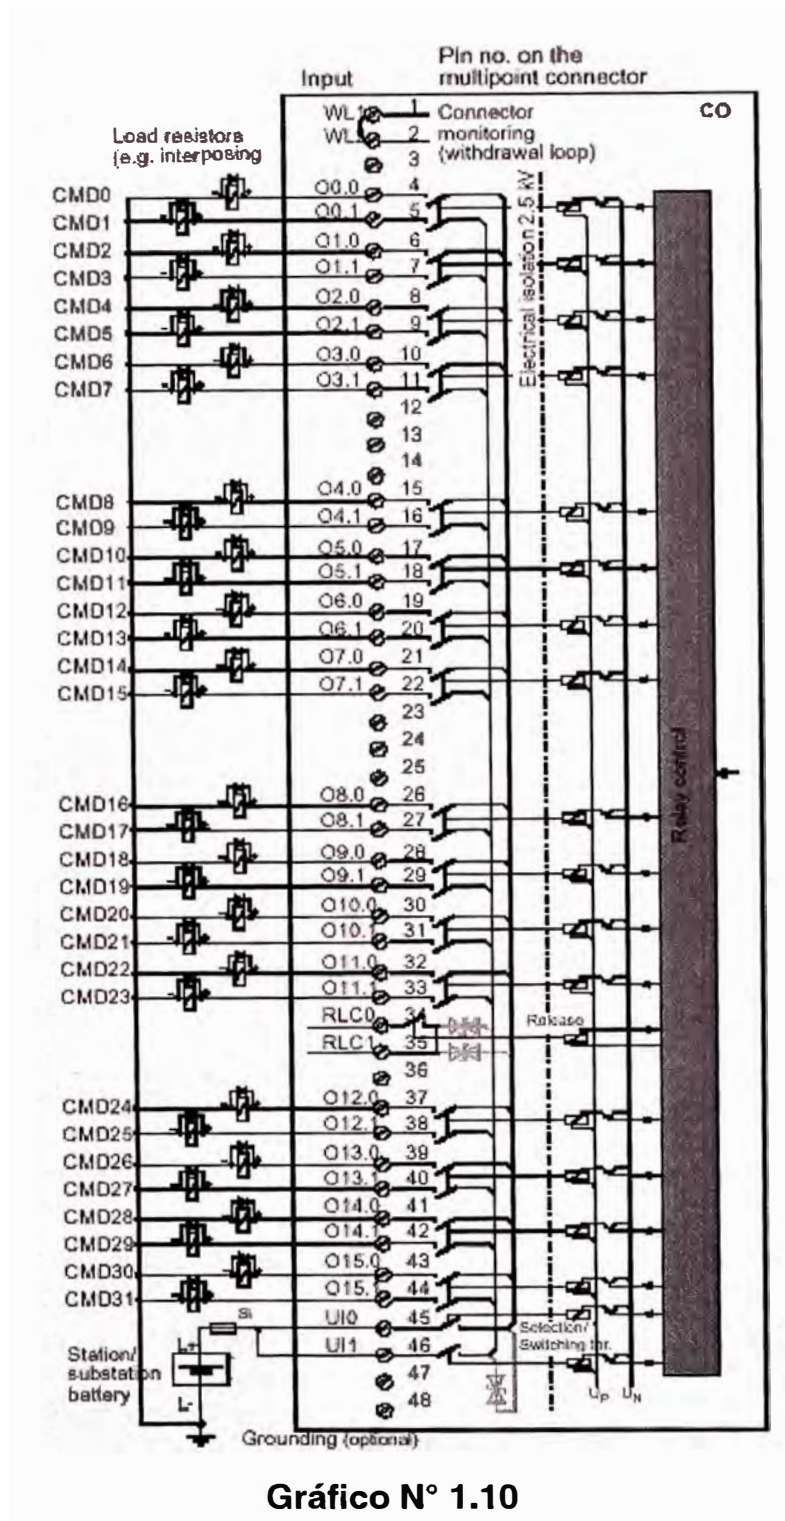 Pin no. on the
Input multipoint connector
WL1 1 Connector CO
WL 2 monitoring
(withdrawal loop)
Load resistors
(e.g. interposing
3
CMD0 O0.0 4
CMD1 O0.1 5
CMD2 O1.0 6
CMD3 O1.1 7
CMD4 O2.0 8
CMD5 O2.1 9
CMD6 O3.0 10
CMD7 O3.1 11
Electrical isolation 2.5 kV
12
13
14
CMD8 O4.0 15
CMD9 O4.1 16
CMD10 O5.0 17
CMD11 O5.1 18
CMD12 O6.0 19
CMD13 O6.1 20
CMD14 O7.0 21
CMD15 O7.1 22
23
24
25
Relay control
CMD16 O8.0 26
CMD17 O8.1 27
CMD18 O9.0 28
CMD19 O9.1 29
CMD20 O10.0 30
CMD21 O10.1 31
CMD22 O11.0 32
CMD23 O11.1 33
RLC0 34 Release
RLC1 35
36
CMD24 O12.0 37
CMD25 O12.1 38
CMD26 O13.0 39
CMD27 O13.1 40
CMD28 O14.0 41
CMD29 O14.1 42
CMD30 O15.0 43
CMD31 O15. 44
Si UI0 45 Selection/
L+ UI1 46 Switching thr.
Station/
substation
battery
47
L- 48 UP UN
Grounding (optional)
Gráfico N° 1.10